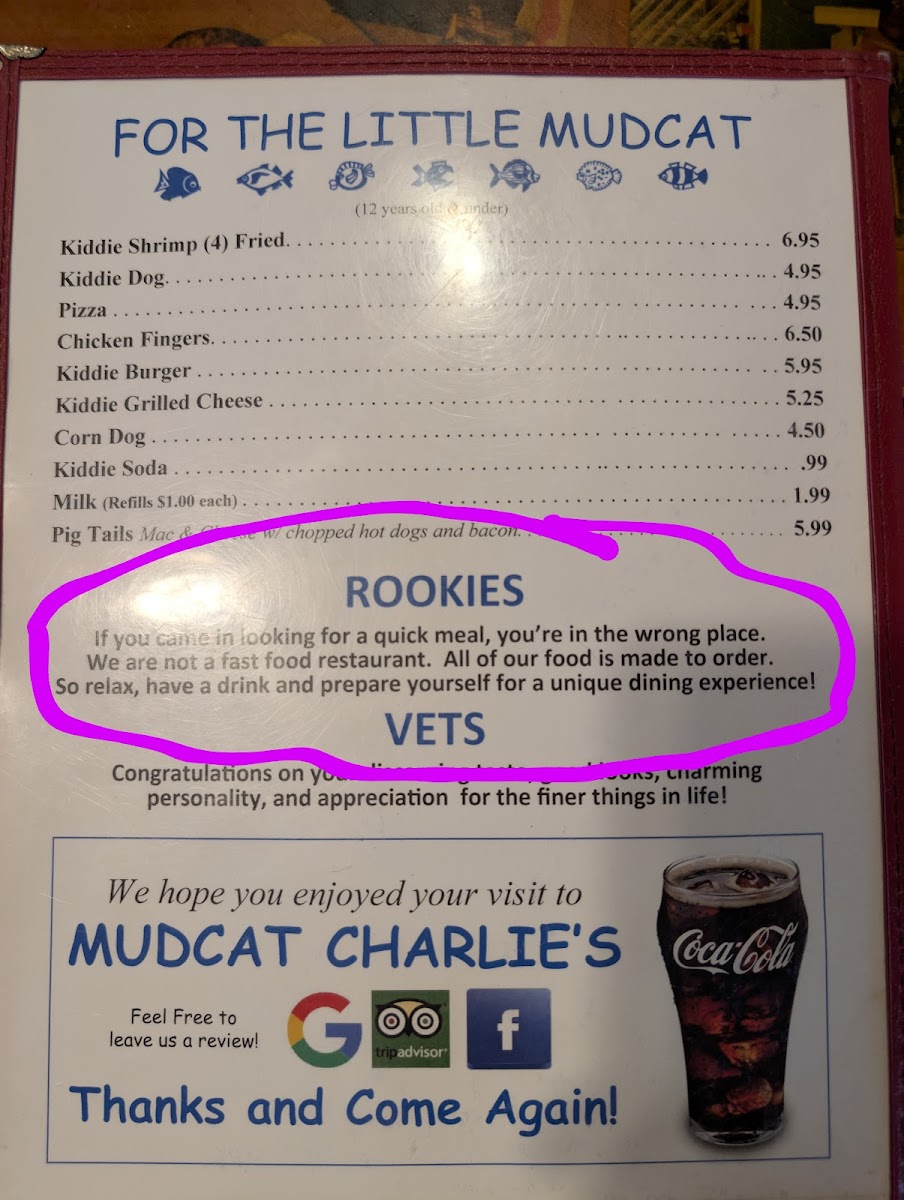 FOR THE LITTLE MUDCAT
(12 years old & under)
Kiddie Shrimp (4) Fried. . . . . . . . . . . . . . . . . . . . . . . . . . . . . . 6.95
Kiddie Dog. . . . . . . . . . . . . . . . . . . . . . . . . . . . . . 4.95
Pizza . . . . . . . . . . . . . . . . . . . . . . . . . . . . . . 4.95
Chicken Fingers. . . . . . . . . . . . . . . . . . . . . . . . . . . . . . 6.50
Kiddie Burger . . . . . . . . . . . . . . . . . . . . . . . . . . . . . . 5.95
Kiddie Grilled Cheese . . . . . . . . . . . . . . . . . . . . . . . . . . . . . . 5.25
Corn Dog . . . . . . . . . . . . . . . . . . . . . . . . . . . . . . 4.50
Kiddie Soda . . . . . . . . . . . . . . . . . . . . . . . . . . . . . . .99
Milk (Refills $1.00 each) . . . . . . . . . . . . . . . . . . . . . . . . . . . . . . 1.99
Pig Tails Mac & w/ chopped hot dogs and bacon. . . . . . . . . . . . . . . . 5.99
ROOKIES
If you came in looking for a quick meal, you're in the wrong place.
We are not a fast food restaurant. All of our food is made to order.
So relax, have a drink and prepare yourself for a unique dining experience!
VETS
Congratulations on charming
personality, and appreciation for the finer things in life!
We hope you enjoyed your visit to
MUDCAT CHARLIE'S
Feel Free to
leave us a review!
G
tripadvisor
f
Coca-Cola
Thanks and Come Again!